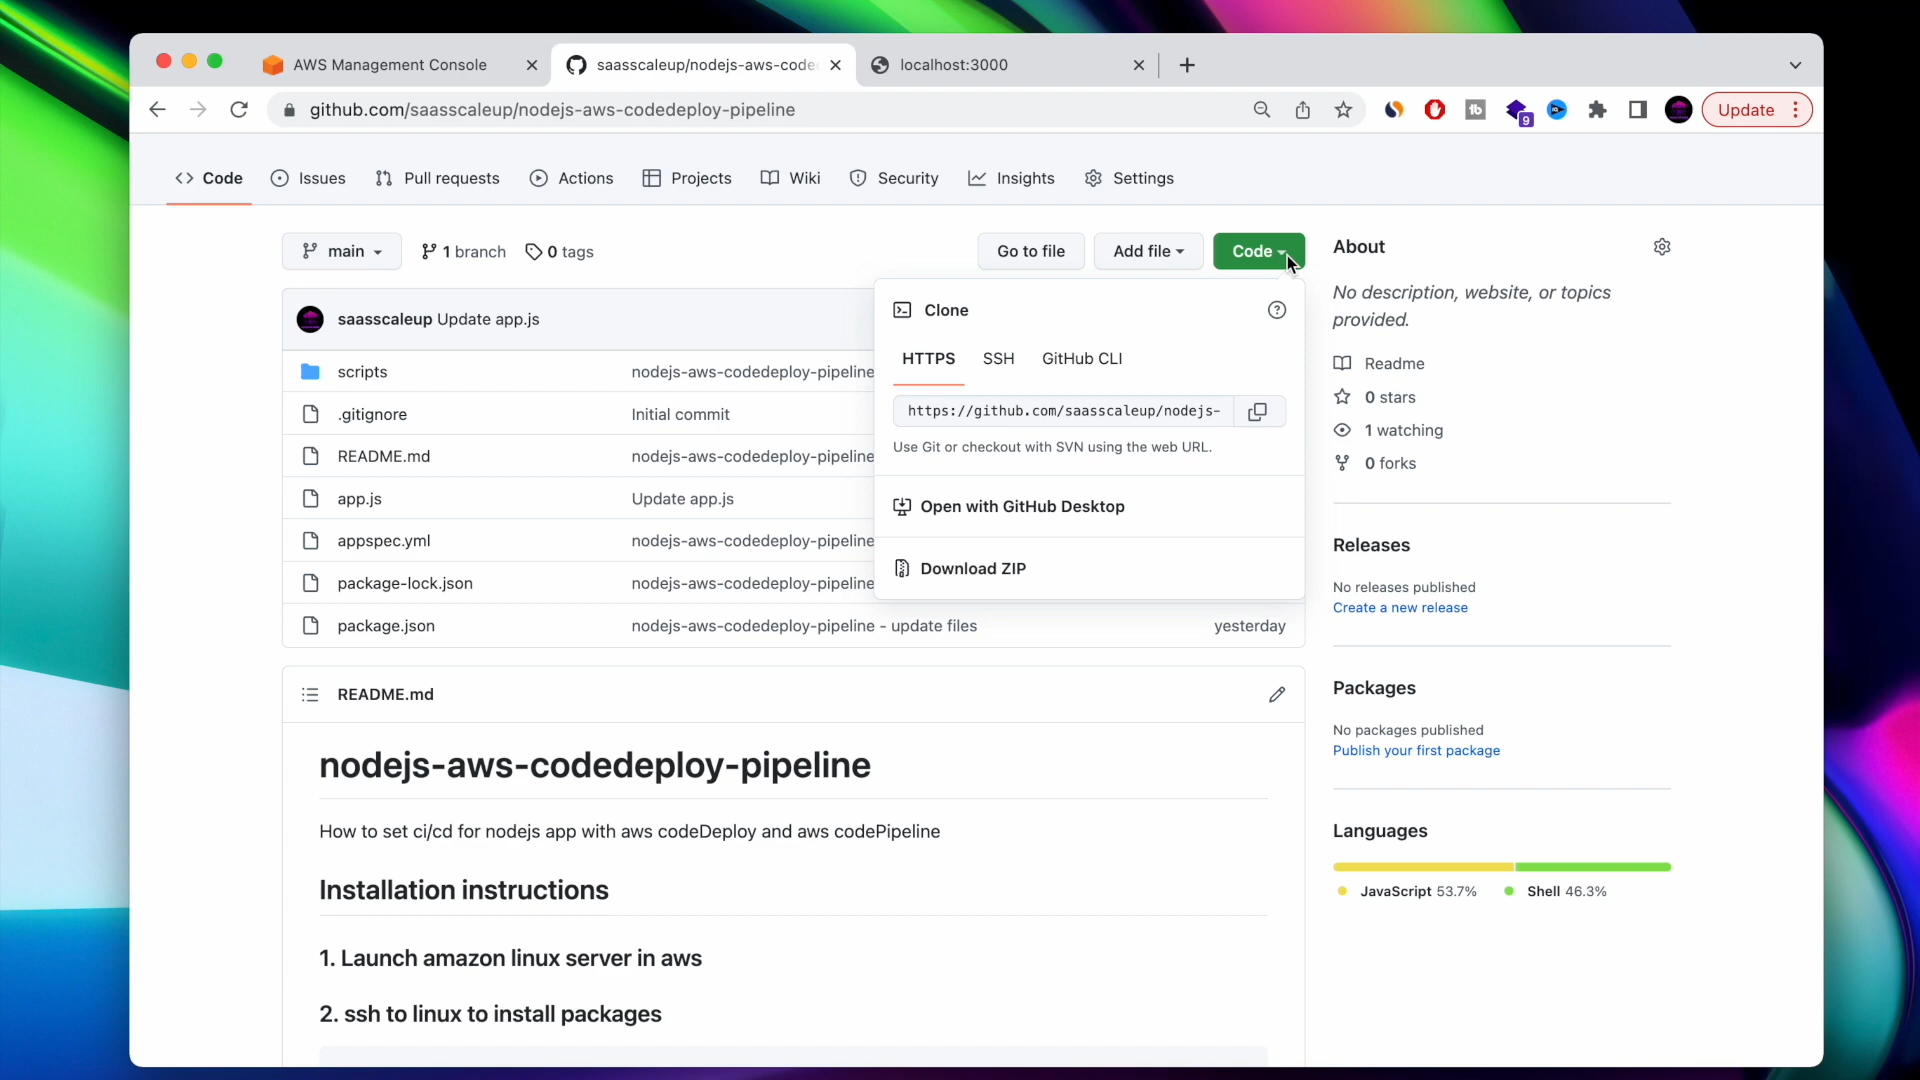 AWS Management Console
saasscaleup/nodejs-aws-code
localhost:3000
github.com/saasscaleup/nodejs-aws-codedeploy-pipeline
tb
9
Update
Code
Issues
Pull requests
Actions
Projects
Wiki
Security
Insights
Settings
main
1 branch
0 tags
Go to file
Add file
Code
saasscaleup Update app.js
scripts
nodejs-aws-codedeploy-pipeline
.gitignore
Initial commit
README.md
nodejs-aws-codedeploy-pipeline
app.js
Update app.js
appspec.yml
nodejs-aws-codedeploy-pipeline
package-lock.json
nodejs-aws-codedeploy-pipeline
package.json
nodejs-aws-codedeploy-pipeline - update files
yesterday
Clone
HTTPS
SSH
GitHub CLI
https://github.com/saasscaleup/nodejs-
Use Git or checkout with SVN using the web URL.
Open with GitHub Desktop
Download ZIP
README.md
nodejs-aws-codedeploy-pipeline
How to set ci/cd for nodejs app with aws codeDeploy and aws codePipeline
Installation instructions
1. Launch amazon linux server in aws
2. ssh to linux to install packages
About
No description, website, or topics
provided.
Readme
0 stars
1 watching
0 forks
Releases
No releases published
Create a new release
Packages
No packages published
Publish your first package
Languages
JavaScript 53.7%
Shell 46.3%